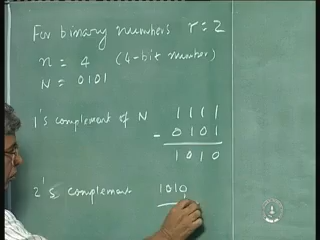 For binary numbers r = 2
n = 4 (4-bit number)
N = 0101
1's complement of N 1111
- 0101
1010
2's complement 1010